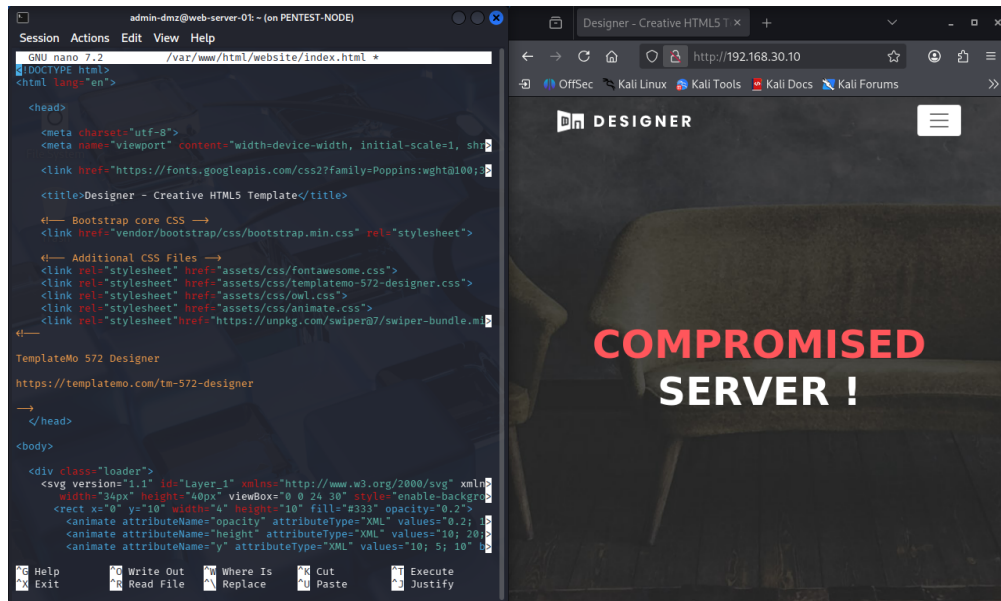 admin-dmz@web-server-01: ~ (on PENTEST-NODE)
Session Actions Edit View Help
GNU nano 7.2 /var/www/html/website/index.html *
<!DOCTYPE html>
<html lang="en">
<head>
<meta charset="utf-8">
<meta name="viewport" content="width=device-width, initial-scale=1, shr>
<link href="https://fonts.googleapis.com/css2?family=Poppins:wght@100;3>
<title>Designer - Creative HTML5 Template</title>
<!-- Bootstrap core CSS -->
<link href="vendor/bootstrap/css/bootstrap.min.css" rel="stylesheet">
<!-- Additional CSS Files -->
<link rel="stylesheet" href="assets/css/fontawesome.css">
<link rel="stylesheet" href="assets/css/templatemo-572-designer.css">
<link rel="stylesheet" href="assets/css/owl.css">
<link rel="stylesheet" href="assets/css/animate.css">
<link rel="stylesheet"href="https://unpkg.com/swiper@7/swiper-bundle.mi>
<!--
TemplateMo 572 Designer
https://templatemo.com/tm-572-designer
-->
</head>
<body>
<div class="loader">
<svg version="1.1" id="Layer_1" xmlns="http://www.w3.org/2000/svg" xmln>
width="34px" height="40px" viewBox="0 0 24 30" style="enable-backgro>
<rect x="0" y="10" width="4" height="10" fill="#333" opacity="0.2">
<animate attributeName="opacity" attributeType="XML" values="0.2; 1>
<animate attributeName="height" attributeType="XML" values="10; 20;>
<animate attributeName="y" attributeType="XML" values="10; 5; 10" b>
^G Help ^O Write Out ^W Where Is ^K Cut ^T Execute
^X Exit ^R Read File ^\ Replace ^U Paste ^J Justify
Designer - Creative HTML5 T
http://192.168.30.10
OffSec Kali Linux Kali Tools Kali Docs Kali Forums
DESIGNER
COMPROMISED
SERVER !